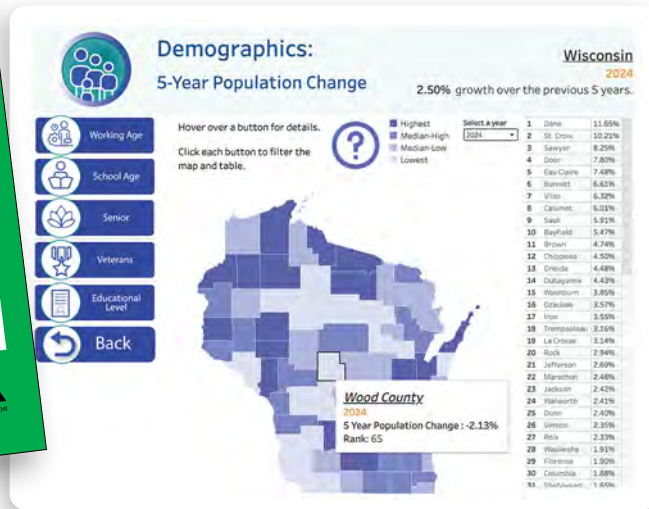 Demographics:
5-Year Population Change
Wisconsin
2024
2.50% growth over the previous 5 years.
Working Age
School Age
Senior
Veterans
Educational
Level
Back
Hover over a button for details.
Click each button to filter the
map and table.
?
Highest
Median-High
Median-Low
Lowest
Select a year
2024
1 Dane 11.65%
2 St. Croix 10.21%
3 Sawyer 8.25%
4 Door 7.80%
5 Eau Claire 7.48%
6 Burnett 6.61%
7 Vilas 6.32%
8 Calumet 6.01%
9 Sauk 5.91%
10 Bayfield 5.47%
11 Brown 4.74%
12 Chippewa 4.50%
13 Oneida 4.48%
14 Outagamie 4.43%
15 Washburn 3.85%
16 Ozaukee 3.57%
17 Iron 3.55%
18 Trempealeau 3.16%
19 La Crosse 3.14%
20 Rock 2.94%
21 Jefferson 2.69%
22 Marathon 2.46%
23 Jackson 2.42%
24 Walworth 2.41%
25 Dunn 2.40%
26 Vernon 2.35%
27 Polk 2.33%
28 Waukesha 1.91%
29 Florence 1.90%
30 Columbia 1.88%
31 1.85%
Wood County
2024
5 Year Population Change : -2.13%
Rank: 65